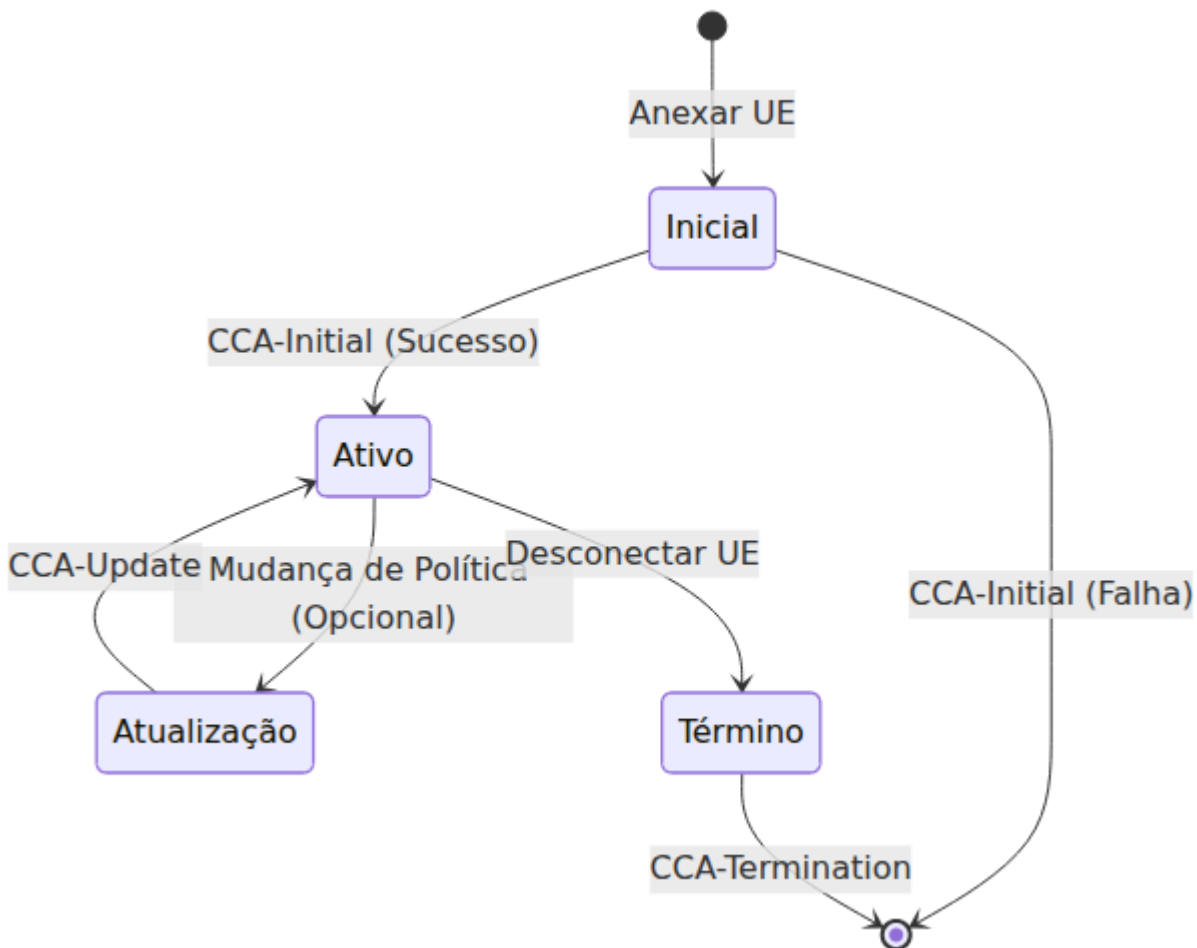 Anexar UE
Inicial
CCA-Initial (Sucesso)
Ativo
CCA-Update
Mudança de Política
(Opcional)
Desconectar UE
CCA-Initial (Falha)
Atualização
Término
CCA-Termination